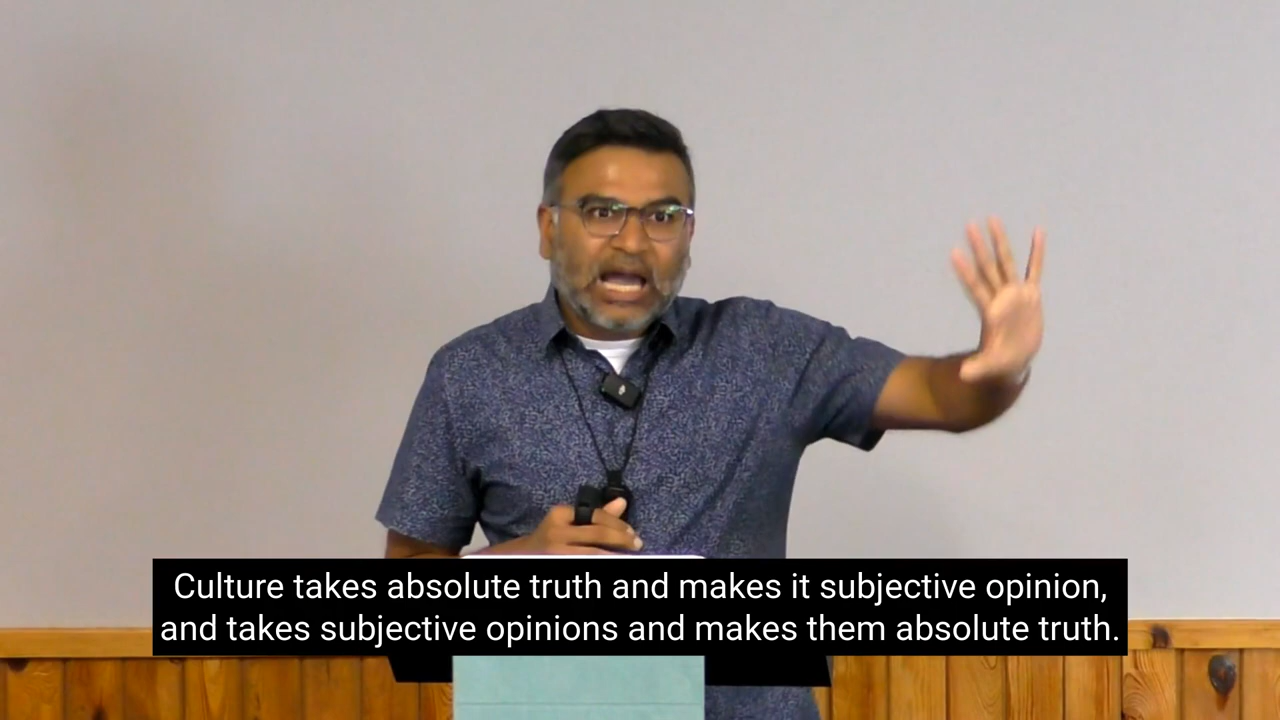 Culture takes absolute truth and makes it subjective opinion,
and takes subjective opinions and makes them absolute truth.